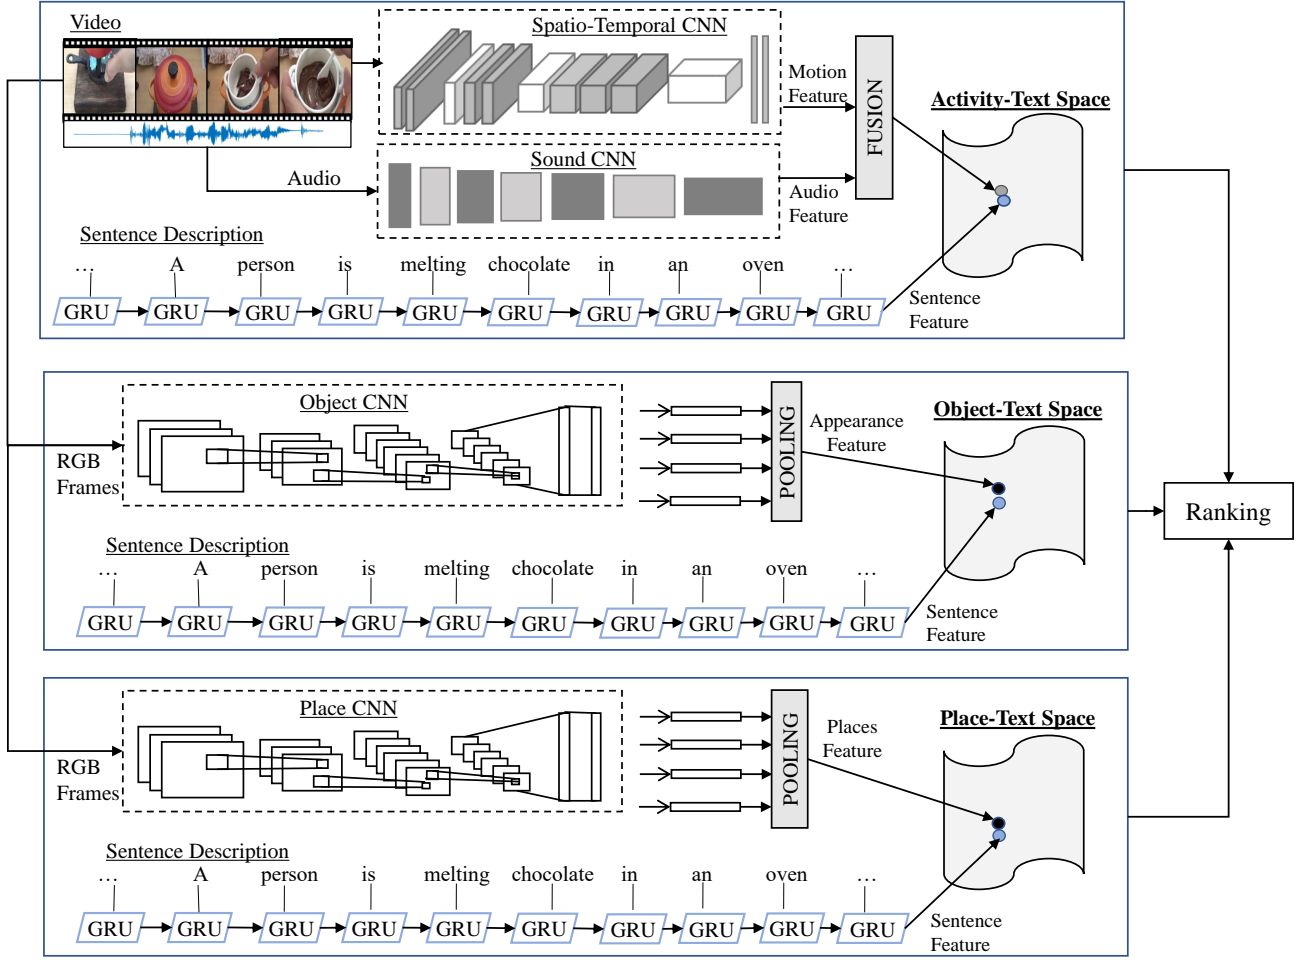 Video
Spatio-Temporal CNN
Motion
Feature
FUSION
Activity-Text Space
Audio
Sound CNN
Audio
Feature
Sentence Description
… A person is melting chocolate in an oven …
GRU GRU GRU GRU GRU GRU GRU GRU GRU GRU
Sentence
Feature
RGB
Frames
Object CNN
POOLING
Appearance
Feature
Object-Text Space
Ranking
Sentence Description
… A person is melting chocolate in an oven …
GRU GRU GRU GRU GRU GRU GRU GRU GRU GRU
Sentence
Feature
RGB
Frames
Place CNN
POOLING
Places
Feature
Place-Text Space
Sentence Description
… A person is melting chocolate in an oven …
GRU GRU GRU GRU GRU GRU GRU GRU GRU GRU
Sentence
Feature